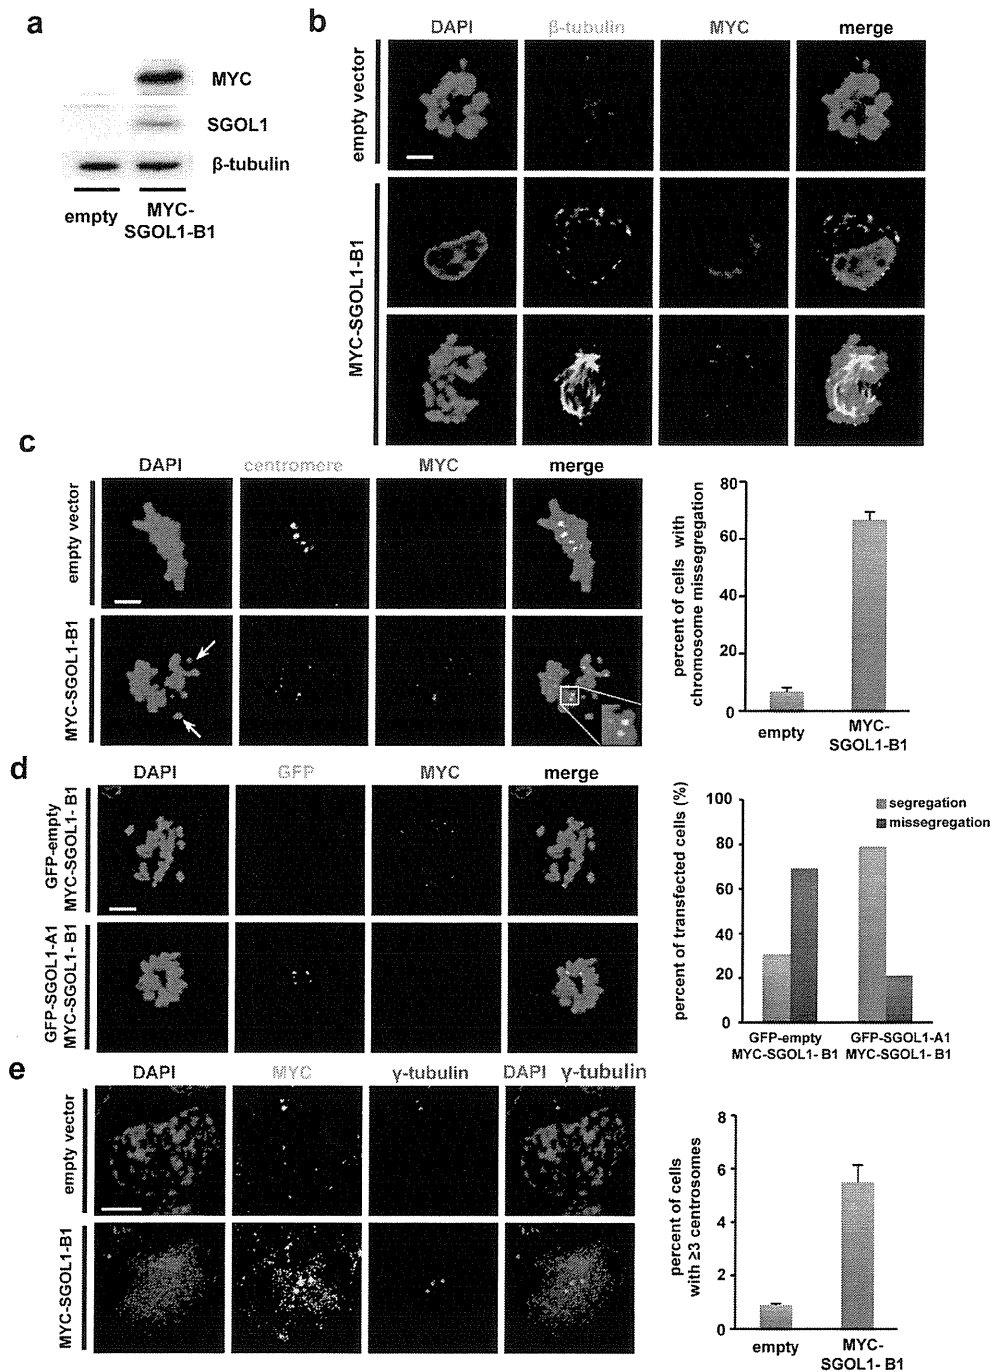 a
MYC
SGOL1
β-tubulin
empty
MYC-
SGOL1-B1
b
DAPI
β-tubulin
MYC
merge
empty vector
MYC-SGOL1-B1
c
DAPI
centromere
MYC
merge
empty vector
MYC-SGOL1-B1
percent of cells with
chromosome missegregation
80
60
40
20
0
empty
MYC-
SGOL1-B1
d
DAPI
GFP
MYC
merge
GFP-empty
MYC-SGOL1- B1
GFP-SGOL1-A1
MYC-SGOL1- B1
percent of transfected cells (%)
100
80
60
40
20
0
segregation
missegregation
GFP-empty
MYC-SGOL1- B1
GFP-SGOL1-A1
MYC-SGOL1- B1
e
DAPI
MYC
γ-tubulin
DAPI γ-tubulin
empty vector
MYC-SGOL1-B1
percent of cells
with ≥3 centrosomes
8
6
4
2
0
empty
MYC-
SGOL1- B1